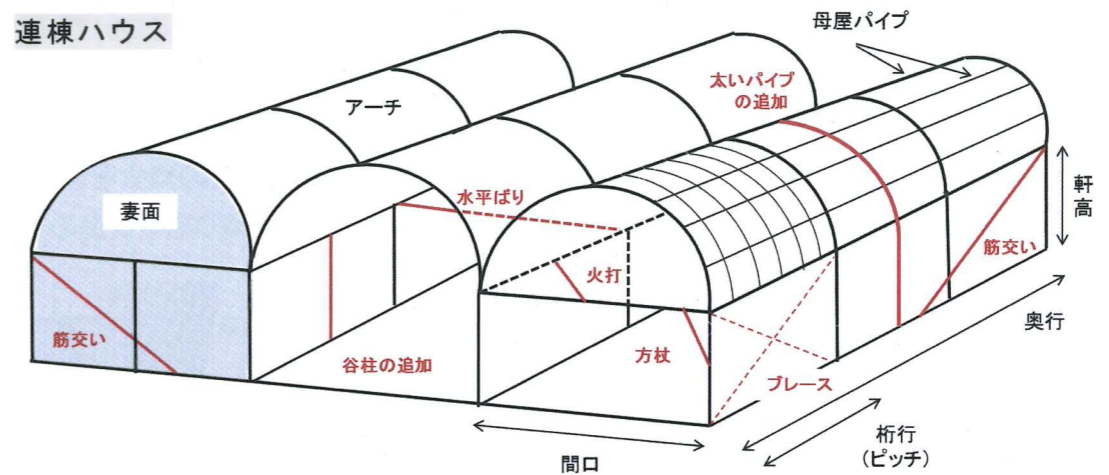 連棟ハウス
母屋パイプ
アーチ
太いパイプ
の追加
水平ばり
妻面
軒高
火打
筋交い
奥行
筋交い
谷柱の追加
方杖
ブレース
桁行
(ピッチ)
間口